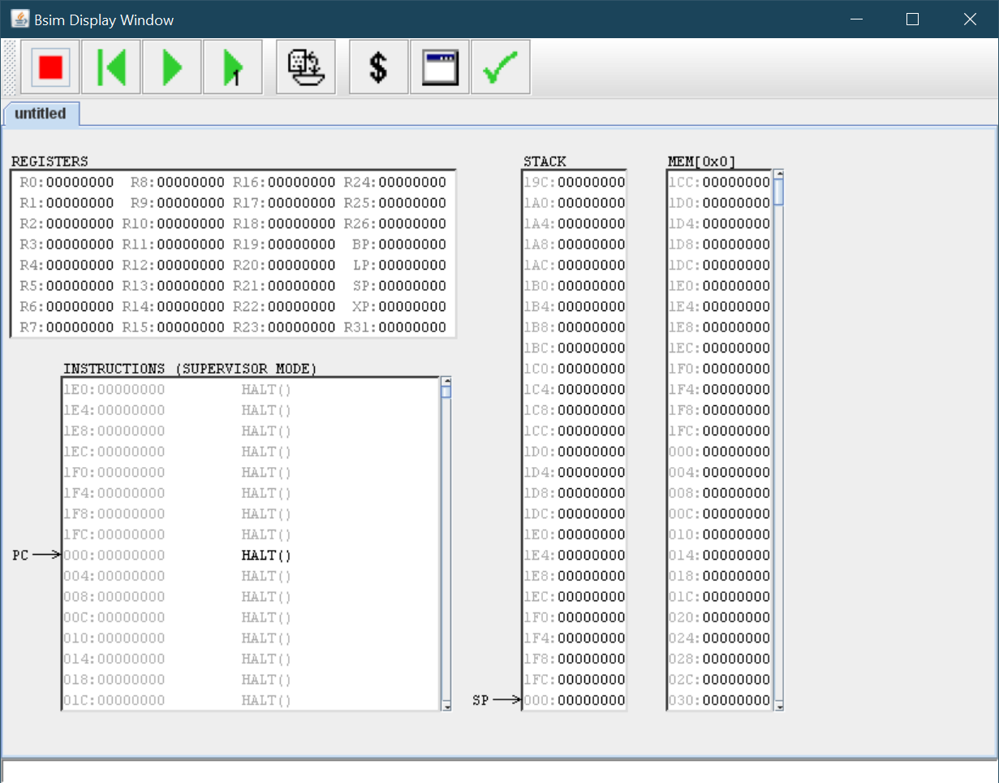 Bsim Display Window
1
$
untitled
REGISTERS
R0:00000000 R8:00000000 R16:00000000 R24:00000000
R1:00000000 R9:00000000 R17:00000000 R25:00000000
R2:00000000 R10:00000000 R18:00000000 R26:00000000
R3:00000000 R11:00000000 R19:00000000 BP:00000000
R4:00000000 R12:00000000 R20:00000000 LP:00000000
R5:00000000 R13:00000000 R21:00000000 SP:00000000
R6:00000000 R14:00000000 R22:00000000 XP:00000000
R7:00000000 R15:00000000 R23:00000000 R31:00000000
INSTRUCTIONS (SUPERVISOR MODE)
1E0:00000000 HALT()
1E4:00000000 HALT()
1E8:00000000 HALT()
1EC:00000000 HALT()
1F0:00000000 HALT()
1F4:00000000 HALT()
1F8:00000000 HALT()
1FC:00000000 HALT()
PC 000:00000000 HALT()
004:00000000 HALT()
008:00000000 HALT()
00C:00000000 HALT()
010:00000000 HALT()
014:00000000 HALT()
018:00000000 HALT()
01C:00000000 HALT()
STACK
19C:00000000
1A0:00000000
1A4:00000000
1A8:00000000
1AC:00000000
1B0:00000000
1B4:00000000
1B8:00000000
1BC:00000000
1C0:00000000
1C4:00000000
1C8:00000000
1CC:00000000
1D0:00000000
1D4:00000000
1D8:00000000
1DC:00000000
1E0:00000000
1E4:00000000
1E8:00000000
1EC:00000000
1F0:00000000
1F4:00000000
1F8:00000000
1FC:00000000
SP 000:00000000
MEM[0x0]
1CC:00000000
1D0:00000000
1D4:00000000
1D8:00000000
1DC:00000000
1E0:00000000
1E4:00000000
1E8:00000000
1EC:00000000
1F0:00000000
1F4:00000000
1F8:00000000
1FC:00000000
000:00000000
004:00000000
008:00000000
00C:00000000
010:00000000
014:00000000
018:00000000
01C:00000000
020:00000000
024:00000000
028:00000000
02C:00000000
030:00000000